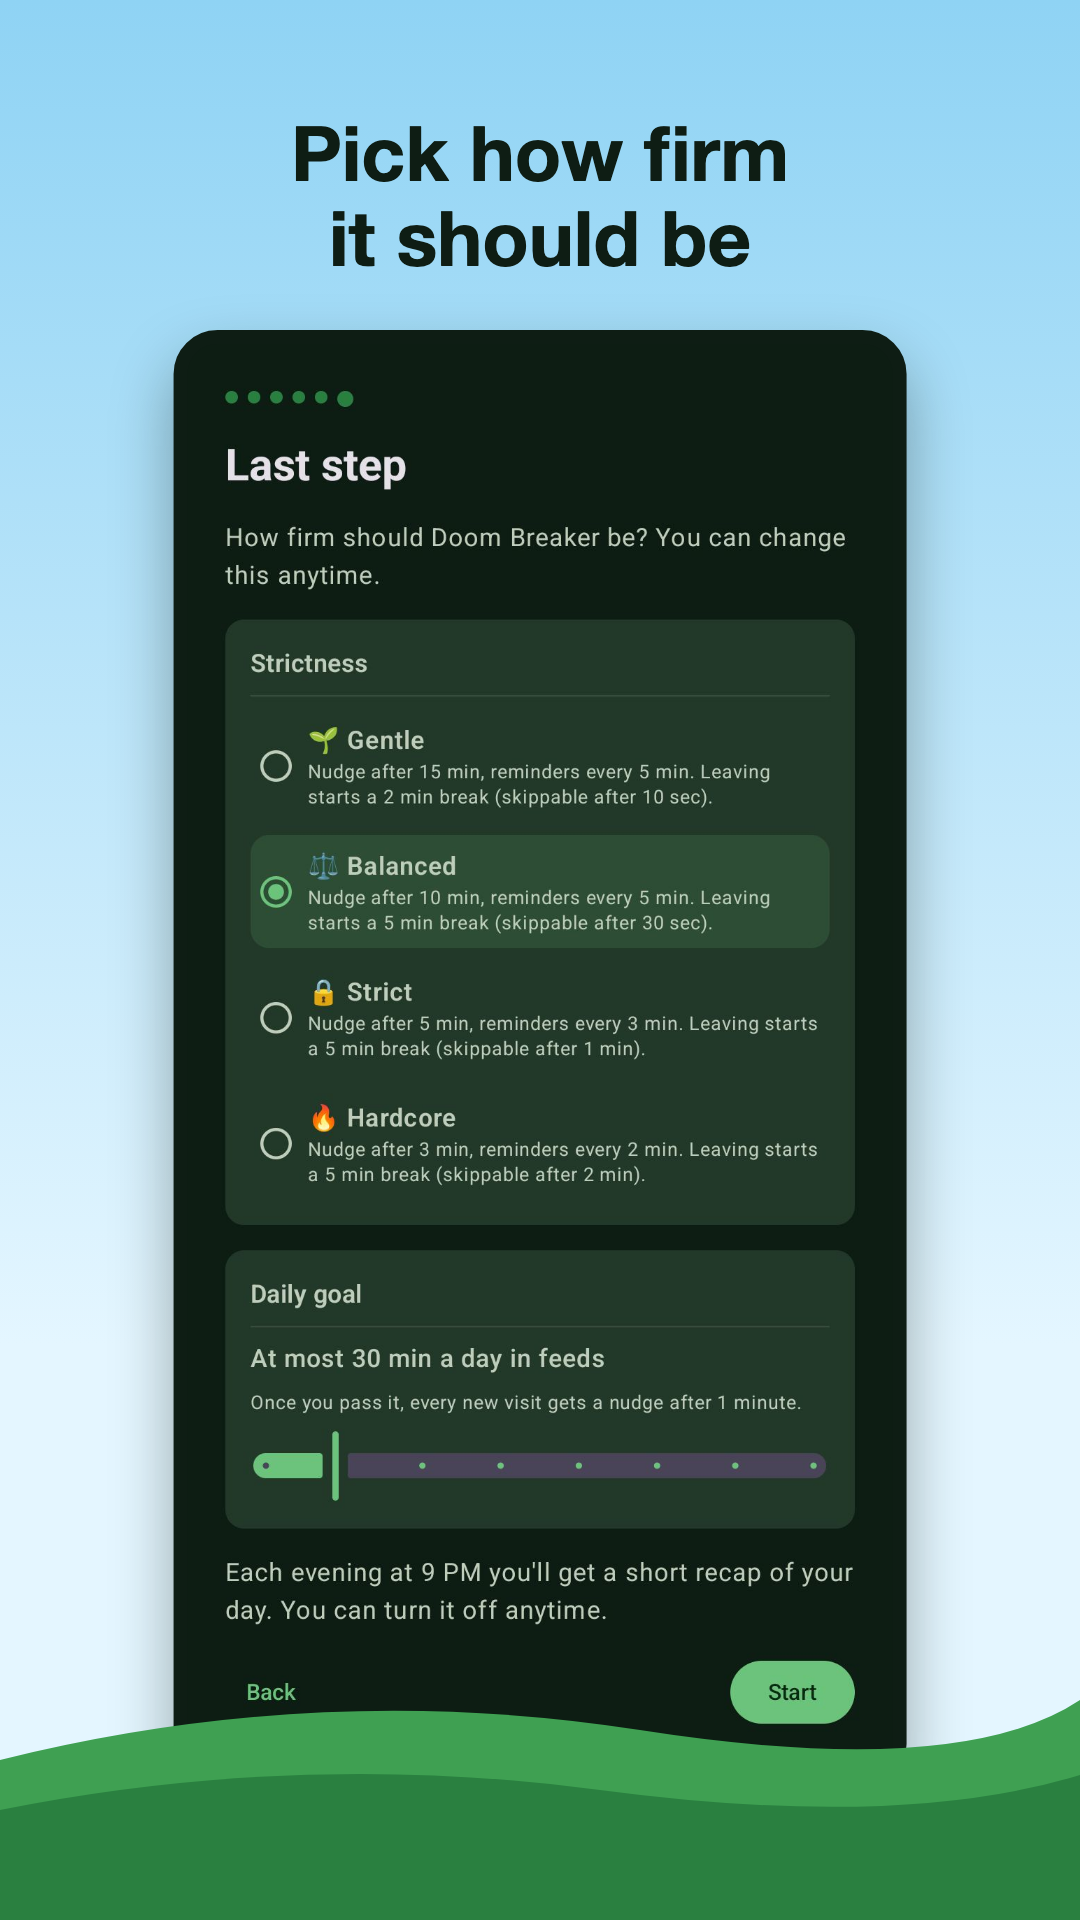 Pick how firm
it should be
Last step
How firm should Doom Breaker be? You can change
this anytime.
Strictness
🌱 Gentle
Nudge after 15 min, reminders every 5 min. Leaving
starts a 2 min break (skippable after 10 sec).
⚖️ Balanced
Nudge after 10 min, reminders every 5 min. Leaving
starts a 5 min break (skippable after 30 sec).
🔒 Strict
Nudge after 5 min, reminders every 3 min. Leaving starts
a 5 min break (skippable after 1 min).
🔥 Hardcore
Nudge after 3 min, reminders every 2 min. Leaving starts
a 5 min break (skippable after 2 min).
Daily goal
At most 30 min a day in feeds
Once you pass it, every new visit gets a nudge after 1 minute.
Each evening at 9 PM you'll get a short recap of your
day. You can turn it off anytime.
Back
Start